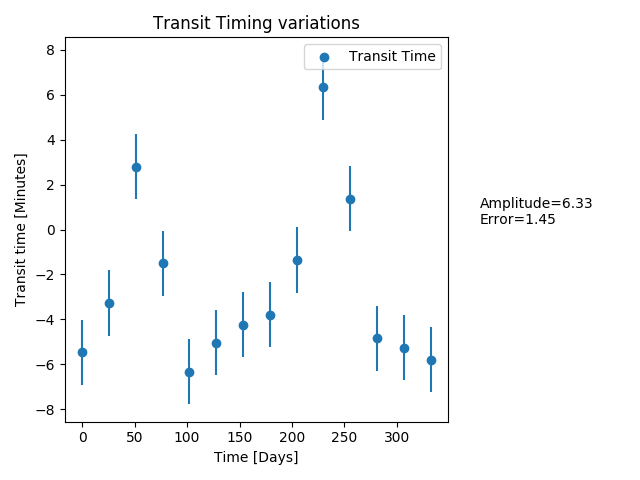 Transit Timing variations
Transit Time
8
6
4
2
0
−2
−4
−6
−8
Transit time [Minutes]
0
50
100
150
200
250
300
Time [Days]
Amplitude=6.33
Error=1.45